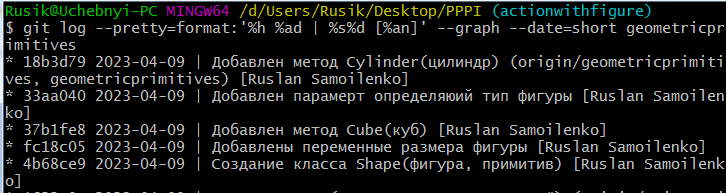 Rusik@Uchebnyi-PC MINGW64 /d/Users/Rusik/Desktop/PPPI (actionwithfigure)
$ git log --pretty=format:'%h %ad | %s%d [%an]' --graph --date=short geometricpr
imitives
* 18b3d79 2023-04-09 | Добавлен метод Cylinder(цилиндр) (origin/geometricprimiti
ves, geometricprimitives) [Ruslan Samoilenko]
* 33aa040 2023-04-09 | Добавлен парамерт определяюий тип фигуры [Ruslan Samoilen
ko]
* 37b1fe8 2023-04-09 | Добавлен метод Cube(куб) [Ruslan Samoilenko]
* fc18c05 2023-04-09 | Добавлены переменные размера фигуры [Ruslan Samoilenko]
* 4b68ce9 2023-04-09 | Создание класса Shape(фигура, примитив) [Ruslan Samoilenk
o]